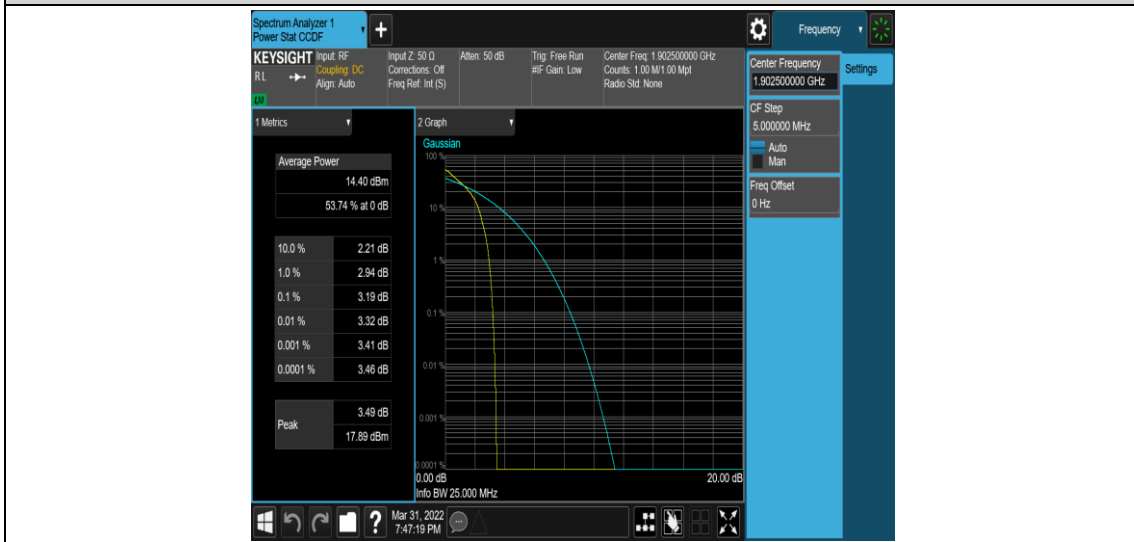 Spectrum Analyzer 1
Power Stat CCDF
Frequency
KEYSIGHT
RL
LXI
Input: RF
Coupling: DC
Align: Auto
Input Z: 50 Ω
Corrections: Off
Freq Ref: Int (S)
Atten: 50 dB
Trig: Free Run
#IF Gain: Low
Center Freq: 1.902500000 GHz
Counts: 1.00 M/1.00 Mpt
Radio Std: None
Center Frequency
1.902500000 GHz
Settings
CF Step
5.000000 MHz
Auto
Man
Freq Offset
0 Hz
1 Metrics
Average Power
14.40 dBm
53.74 % at 0 dB
10.0 % 2.21 dB
1.0 % 2.94 dB
0.1 % 3.19 dB
0.01 % 3.32 dB
0.001 % 3.41 dB
0.0001 % 3.46 dB
Peak 3.49 dB
17.89 dBm
2 Graph
Gaussian
100 %
10 %
1 %
0.1 %
0.01 %
0.001 %
0.0001 %
0.00 dB 20.00 dB
Info BW 25.000 MHz
? Mar 31, 2022
7:47:19 PM